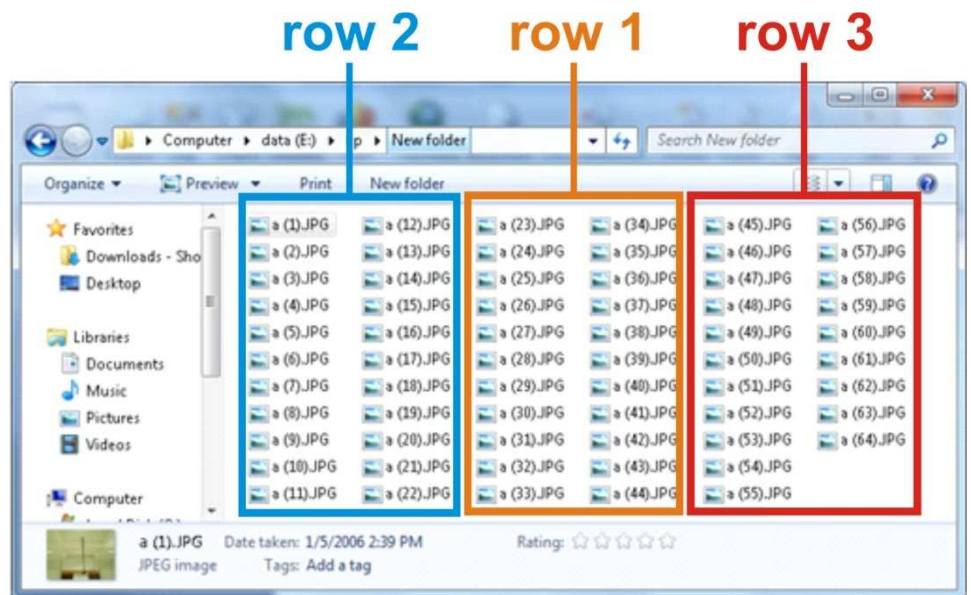 row 2 row 1 row 3
Computer data (E:) p New folder Search New folder
Organize Preview Print New folder
Favorites
Downloads - Sho
Desktop
Libraries
Documents
Music
Pictures
Videos
Computer
a (1).JPG a (12).JPG a (23).JPG a (34).JPG a (45).JPG a (56).JPG
a (2).JPG a (13).JPG a (24).JPG a (35).JPG a (46).JPG a (57).JPG
a (3).JPG a (14).JPG a (25).JPG a (36).JPG a (47).JPG a (58).JPG
a (4).JPG a (15).JPG a (26).JPG a (37).JPG a (48).JPG a (59).JPG
a (5).JPG a (16).JPG a (27).JPG a (38).JPG a (49).JPG a (60).JPG
a (6).JPG a (17).JPG a (28).JPG a (39).JPG a (50).JPG a (61).JPG
a (7).JPG a (18).JPG a (29).JPG a (40).JPG a (51).JPG a (62).JPG
a (8).JPG a (19).JPG a (30).JPG a (41).JPG a (52).JPG a (63).JPG
a (9).JPG a (20).JPG a (31).JPG a (42).JPG a (53).JPG a (64).JPG
a (10).JPG a (21).JPG a (32).JPG a (43).JPG a (54).JPG
a (11).JPG a (22).JPG a (33).JPG a (44).JPG a (55).JPG
a (1).JPG Date taken: 1/5/2006 2:39 PM Rating:
JPEG image Tags: Add a tag